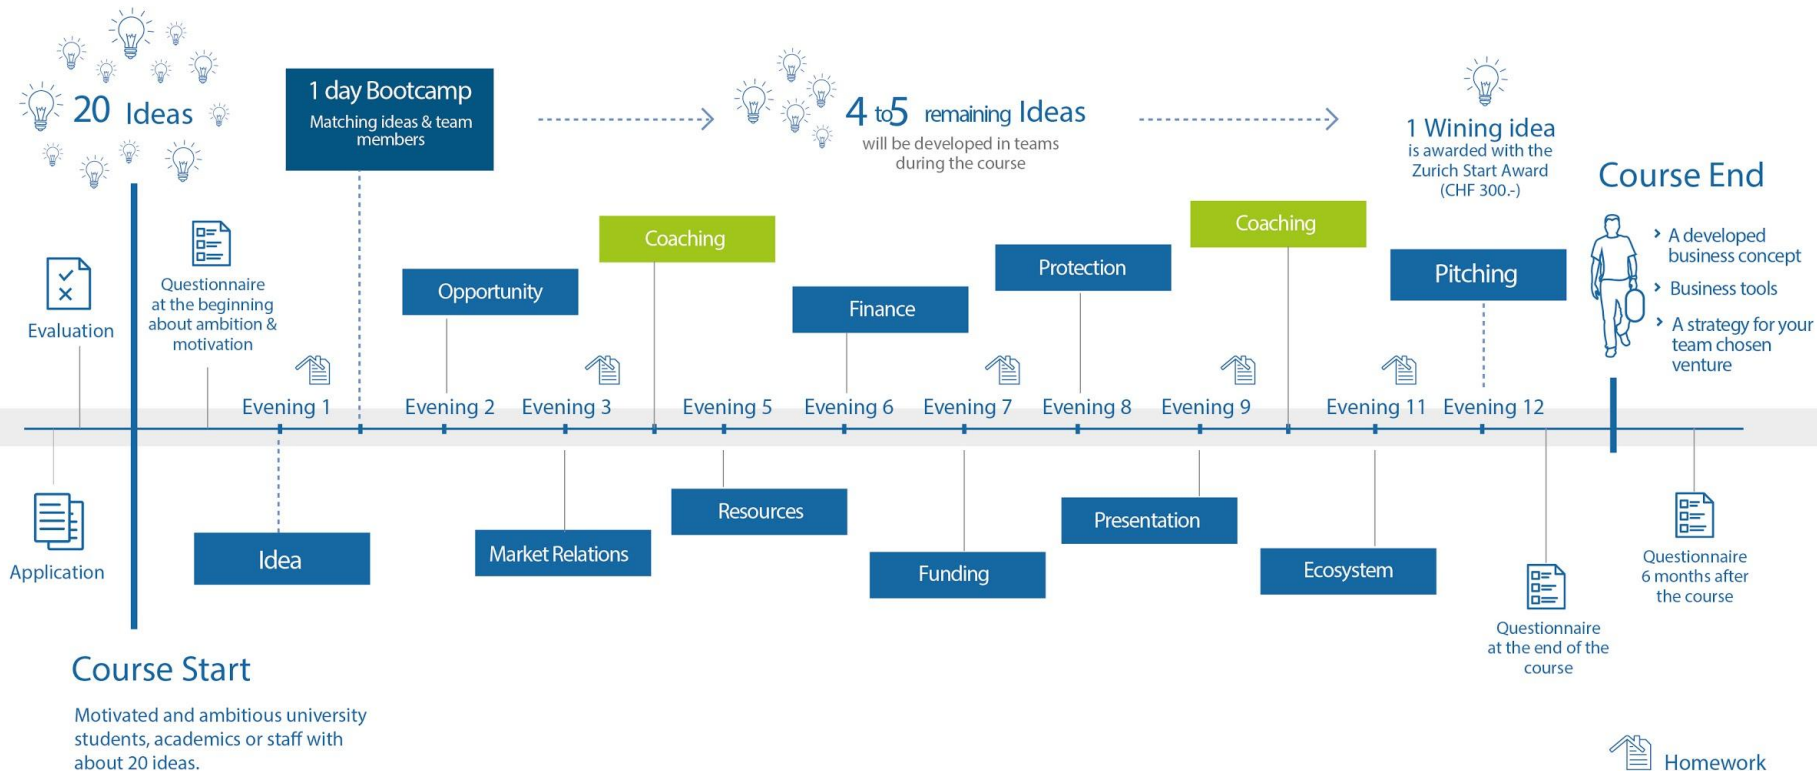 20 Ideas
1 day Bootcamp
Matching ideas & team
members
4 to 5 remaining Ideas
will be developed in teams
during the course
1 Wining idea
is awarded with the
Zurich Start Award
(CHF 300.-)
Course End
A developed
business concept
Business tools
A strategy for your
team chosen
venture
Evaluation
Questionnaire
at the beginning
about ambition &
motivation
Opportunity
Coaching
Finance
Protection
Coaching
Pitching
Evening 1
Evening 2
Evening 3
Evening 5
Evening 6
Evening 7
Evening 8
Evening 9
Evening 11
Evening 12
Application
Idea
Market Relations
Resources
Funding
Presentation
Ecosystem
Questionnaire
at the end of the
course
Questionnaire
6 months after
the course
Course Start
Motivated and ambitious university
students, academics or staff with
about 20 ideas.
Homework